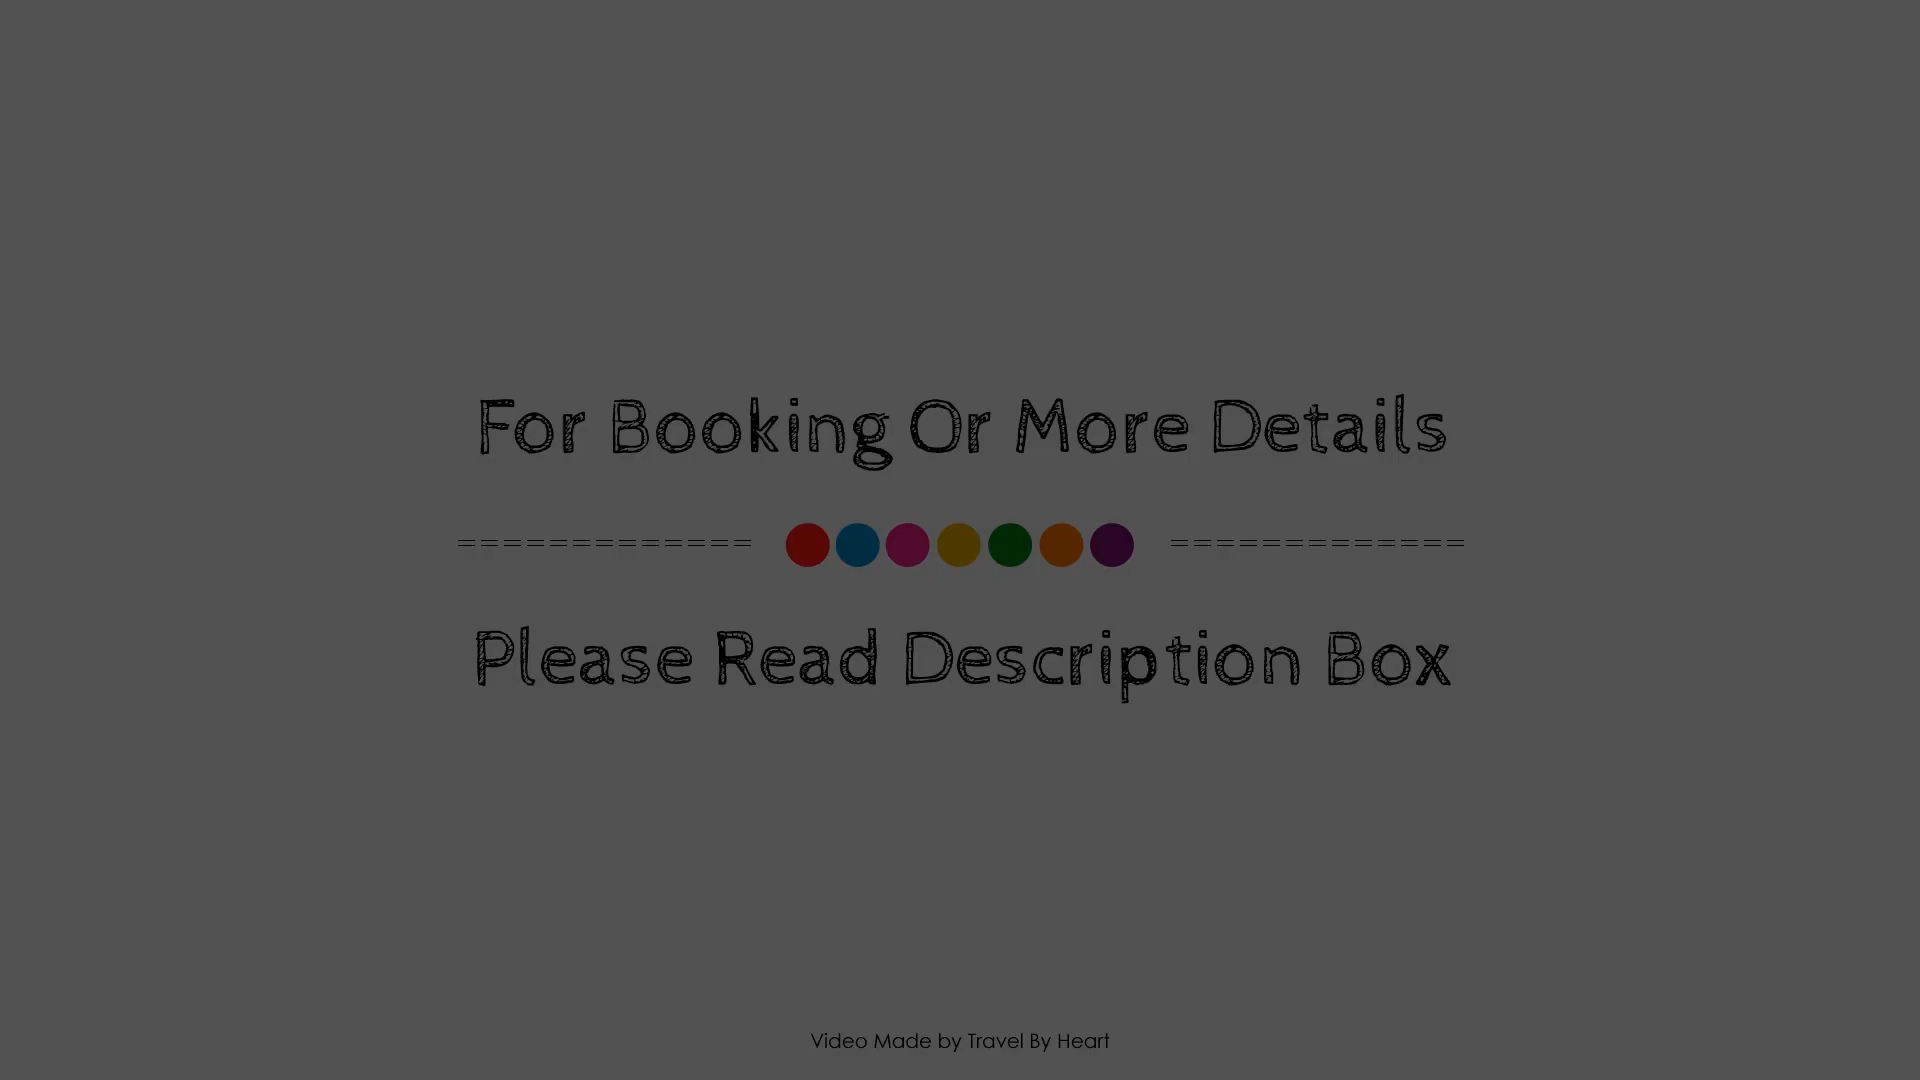 For Booking Or More Details
============= =============
Please Read Description Box
Video Made by Travel By Heart